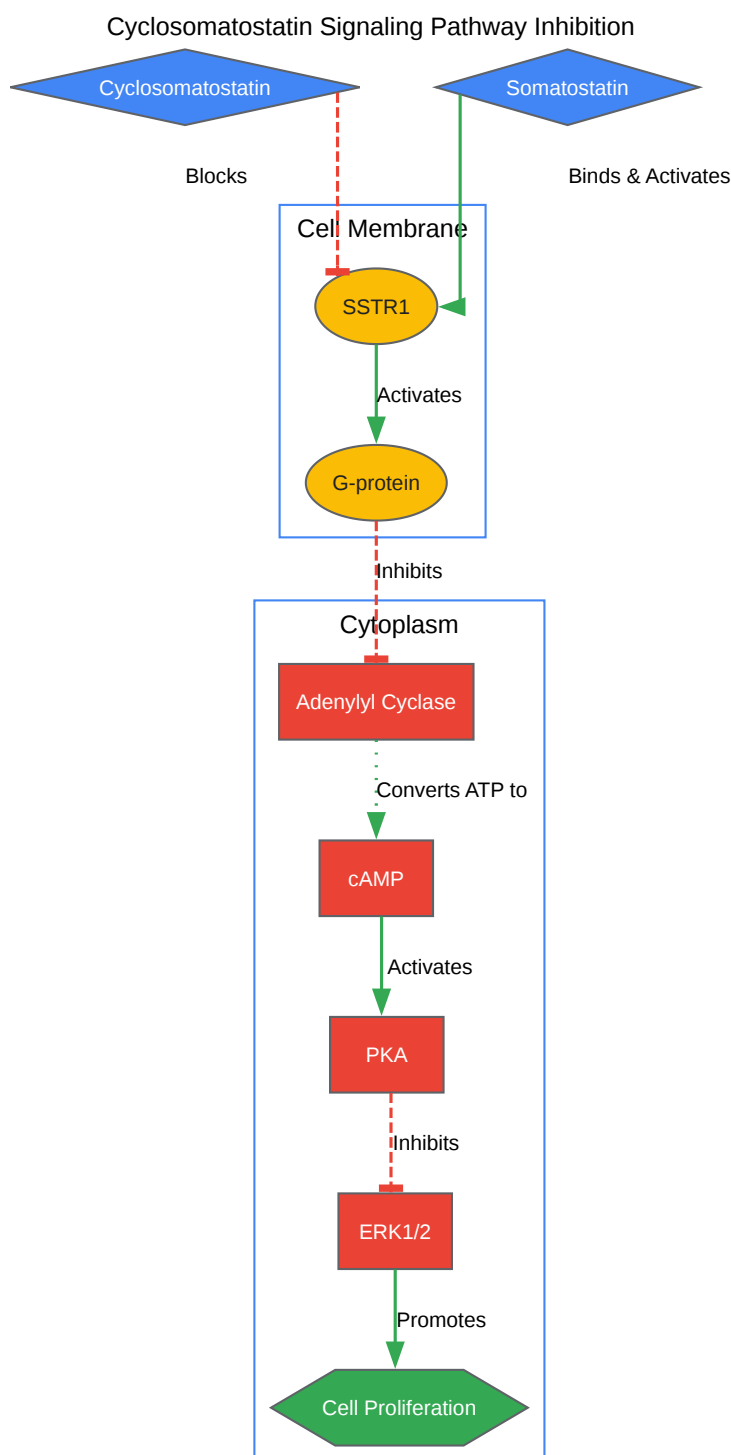 Cyclosomatostatin Signaling Pathway Inhibition
Cyclosomatostatin
Somatostatin
Blocks
Binds & Activates
Cell Membrane
SSTR1
Activates
G-protein
Inhibits
Cytoplasm
Adenylyl Cyclase
Converts ATP to
cAMP
Activates
PKA
Inhibits
ERK1/2
Promotes
Cell Proliferation